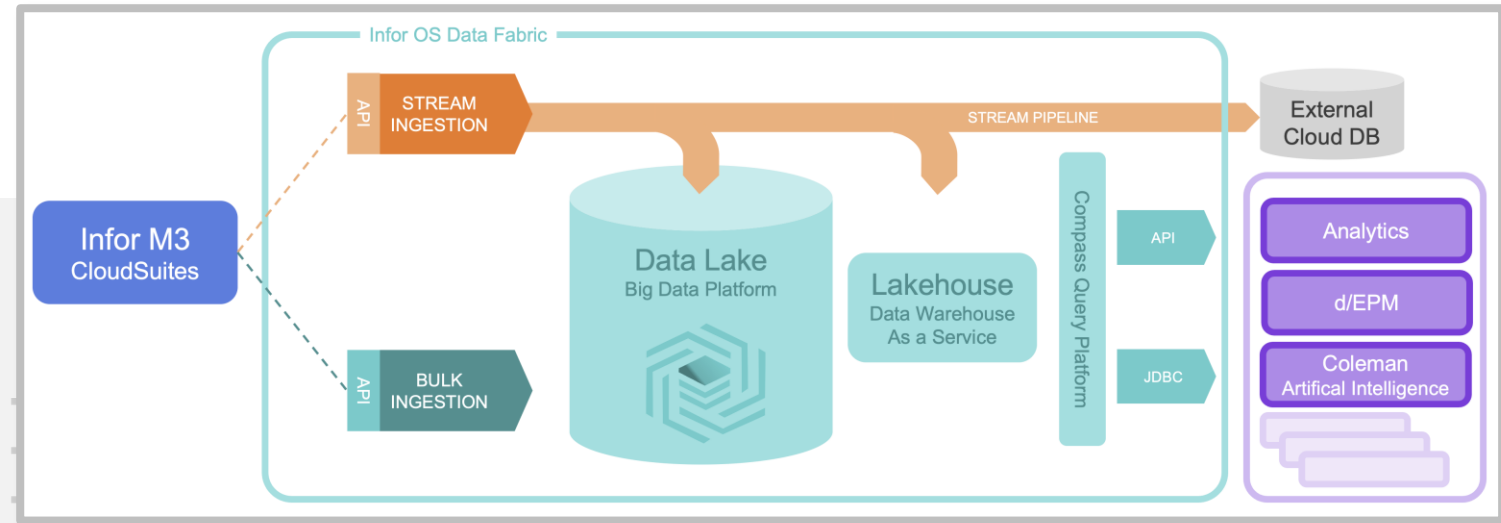 Infor OS Data Fabric
API
STREAM
INGESTION
STREAM PIPELINE
External
Cloud DB
Infor M3
CloudSuites
Data Lake
Big Data Platform
Lakehouse
Data Warehouse
As a Service
Compass Query Platform
API
JDBC
Analytics
d/EPM
Coleman
Artifical Intelligence
API
BULK
INGESTION